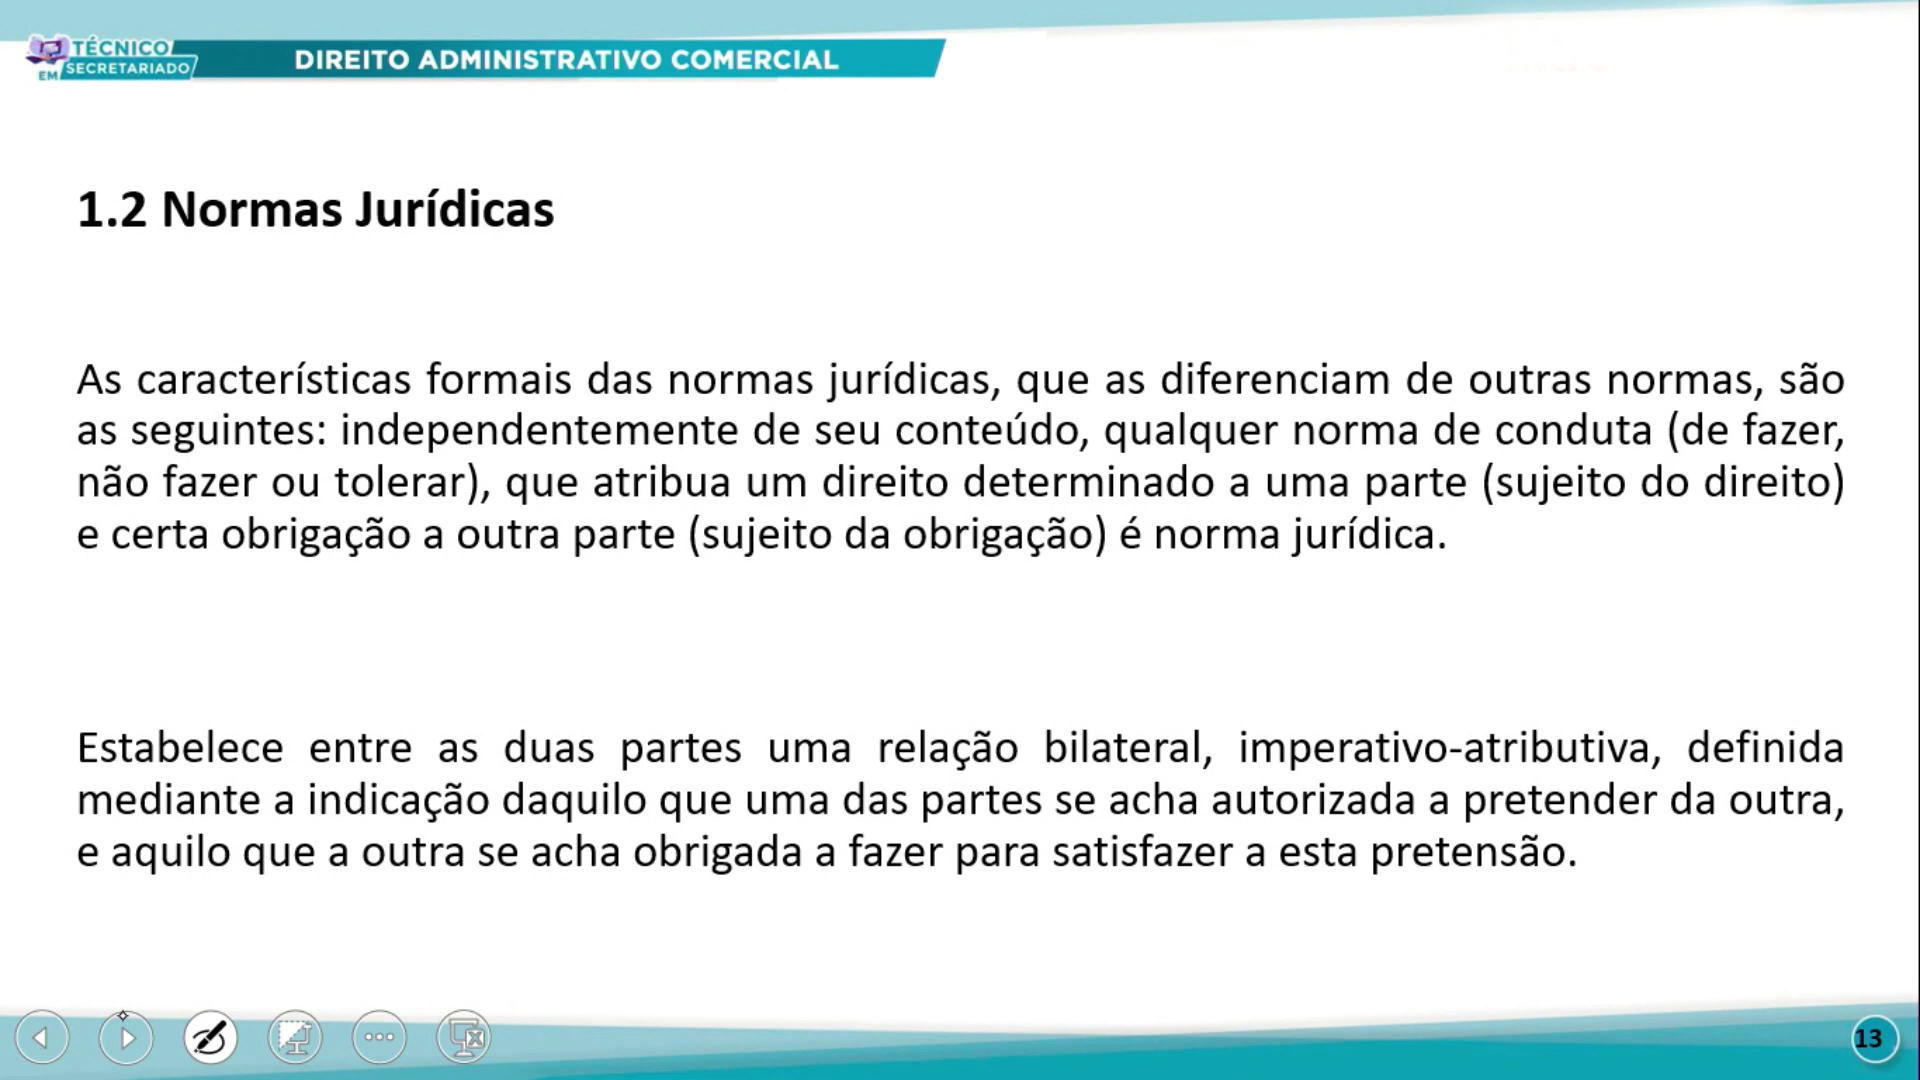 TÉCNICO
EM SECRETARIADO
DIREITO ADMINISTRATIVO COMERCIAL
1.2 Normas Jurídicas
As características formais das normas jurídicas, que as diferenciam de outras normas, são
as seguintes: independentemente de seu conteúdo, qualquer norma de conduta (de fazer,
não fazer ou tolerar), que atribua um direito determinado a uma parte (sujeito do direito)
e certa obrigação a outra parte (sujeito da obrigação) é norma jurídica.
Estabelece entre as duas partes uma relação bilateral, imperativo-atributiva, definida
mediante a indicação daquilo que uma das partes se acha autorizada a pretender da outra,
e aquilo que a outra se acha obrigada a fazer para satisfazer a esta pretensão.
13